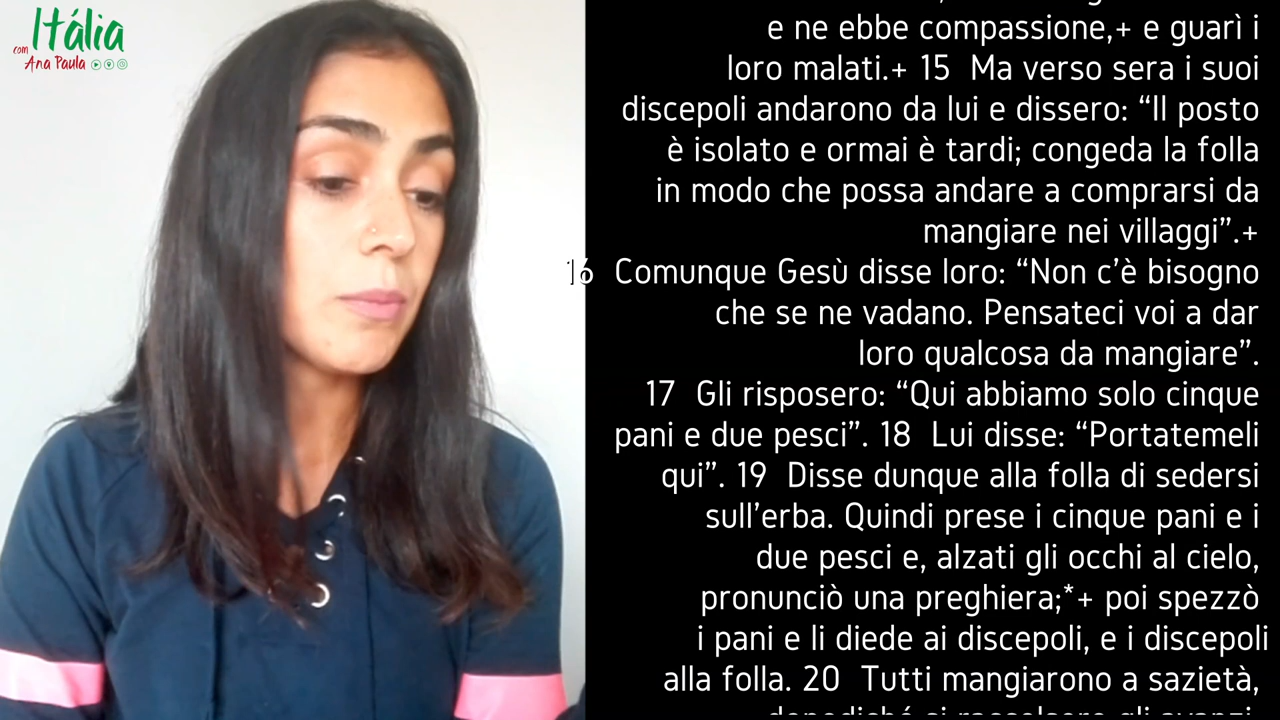 Itália
com
Ana Paula
e ne ebbe compassione,+ e guarì i
loro malati.+ 15 Ma verso sera i suoi
discepoli andarono da lui e dissero: “Il posto
è isolato e ormai è tardi; congeda la folla
in modo che possa andare a comprarsi da
mangiare nei villaggi”.+
16 Comunque Gesù disse loro: “Non c’è bisogno
che se ne vadano. Pensateci voi a dar
loro qualcosa da mangiare”.
17 Gli risposero: “Qui abbiamo solo cinque
pani e due pesci”. 18 Lui disse: “Portatemeli
qui”. 19 Disse dunque alla folla di sedersi
sull’erba. Quindi prese i cinque pani e i
due pesci e, alzati gli occhi al cielo,
pronunciò una preghiera;*+ poi spezzò
i pani e li diede ai discepoli, e i discepoli
alla folla. 20 Tutti mangiarono a sazietà,